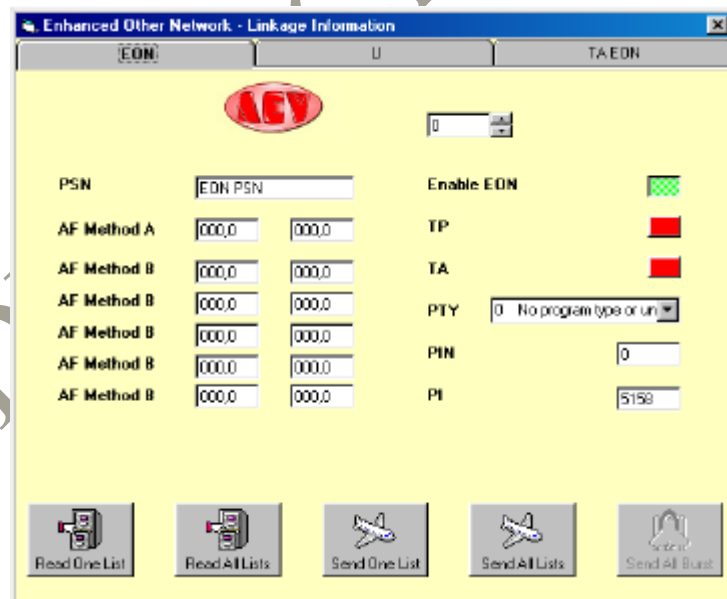 Enhanced Other Network - Linkage Information
EON LI TA EON
AEV
0
PSN EON PSN
Enable EON
AF Method A 000,0 000,0
TP
AF Method B 000,0 000,0
TA
AF Method B 000,0 000,0
PTY 0 No program type or un
AF Method B 000,0 000,0
PIN 0
AF Method B 000,0 000,0
AF Method B 000,0 000,0
PI 5158
Read One List
Read All Lists
Send One List
Send All Lists
Send All Burst